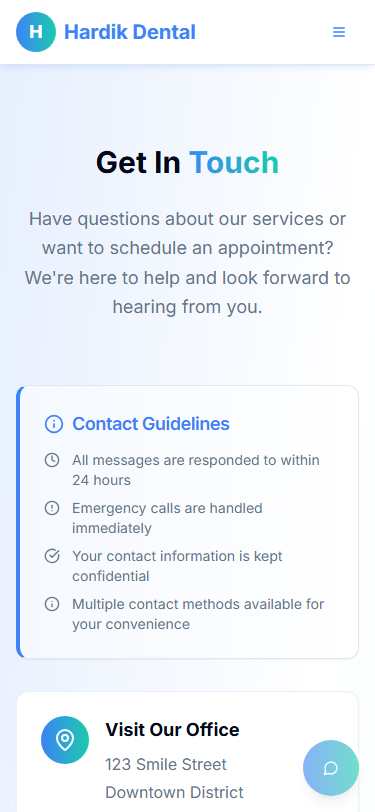 H Hardik Dental
Get In Touch
Have questions about our services or
want to schedule an appointment?
We're here to help and look forward to
hearing from you.
Contact Guidelines
All messages are responded to within
24 hours
Emergency calls are handled
immediately
Your contact information is kept
confidential
Multiple contact methods available for
your convenience
Visit Our Office
123 Smile Street
Downtown District